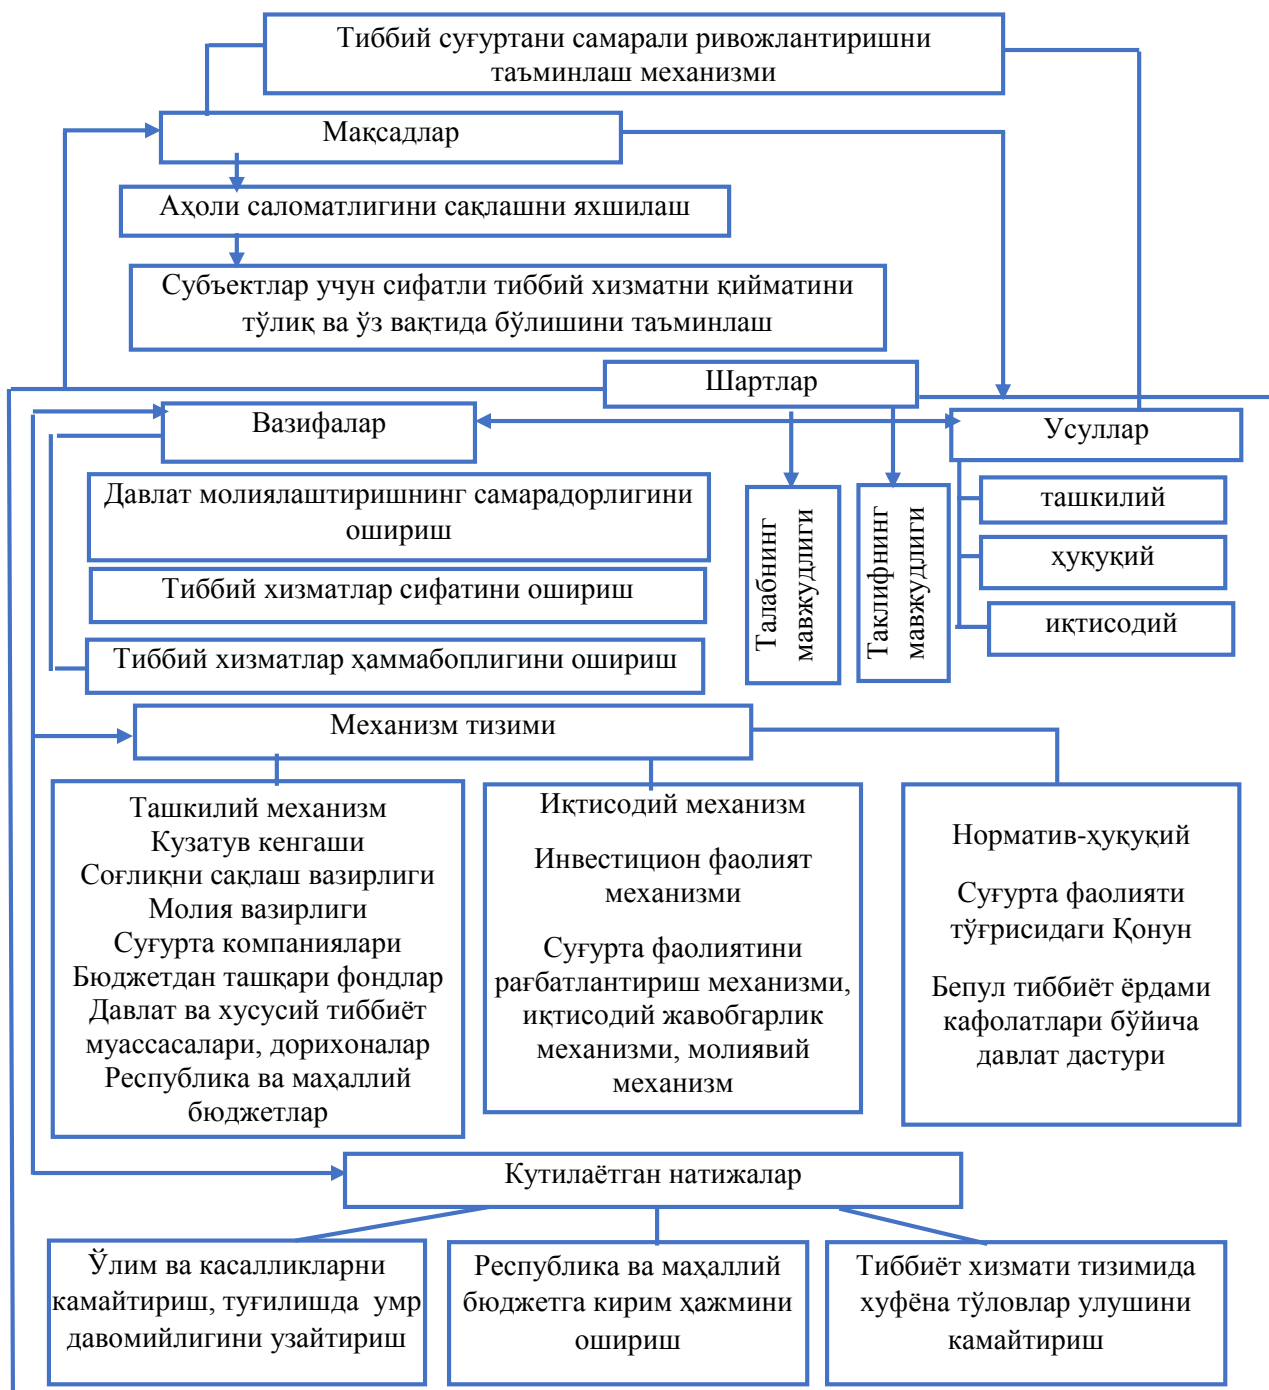 Тиббий суғуртани самарали ривожлантиришни
таъминлаш механизми
Мақсадлар
Аҳоли саломатлигини сақлашни яхшилаш
Субъектлар учун сифатли тиббий хизматни қийматини
тўлиқ ва ўз вақтида бўлишини таъминлаш
Шартлар
Вазифалар
Усуллар
Давлат молиялаштиришнинг самарадорлигини
ошириш
Тиббий хизматлар сифатини ошириш
Тиббий хизматлар ҳаммабоплигини ошириш
Талабнинг
мавжудлиги
Таклифнинг
мавжудлиги
ташкилий
ҳуқуқий
иқтисодий
Механизм тизими
Ташкилий механизм
Кузатув кенгаши
Соғлиқни сақлаш вазирлиги
Молия вазирлиги
Суғурта компаниялари
Бюджетдан ташқари фондлар
Давлат ва хусусий тиббиёт
муассасалари, дорихоналар
Республика ва маҳаллий
бюджетлар
Иқтисодий механизм
Инвестицион фаолият
механизми
Суғурта фаолиятини
рағбатлантириш механизми,
иқтисодий жавобгарлик
механизми, молиявий
механизм
Норматив-ҳуқуқий
Суғурта фаолияти
тўғрисидаги Қонун
Бепул тиббиёт ёрдами
кафолатлари бўйича
давлат дастури
Кутилаётган натижалар
Ўлим ва касалликларни
камайтириш, туғилишда умр
давомийлигини узайтириш
Республика ва маҳаллий
бюджетга кирим ҳажмини
ошириш
Тиббиёт хизмати тизимида
хуфёна тўловлар улушини
камайтириш